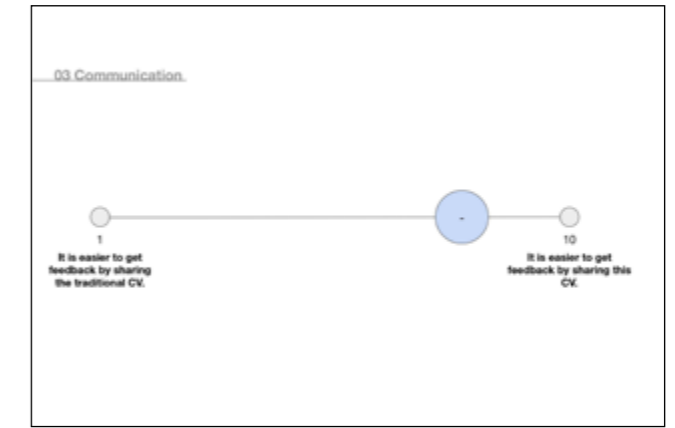 03 Communication
-
1
10
It is easier to get
feedback by sharing
the traditional CV.
It is easier to get
feedback by sharing this
CV.